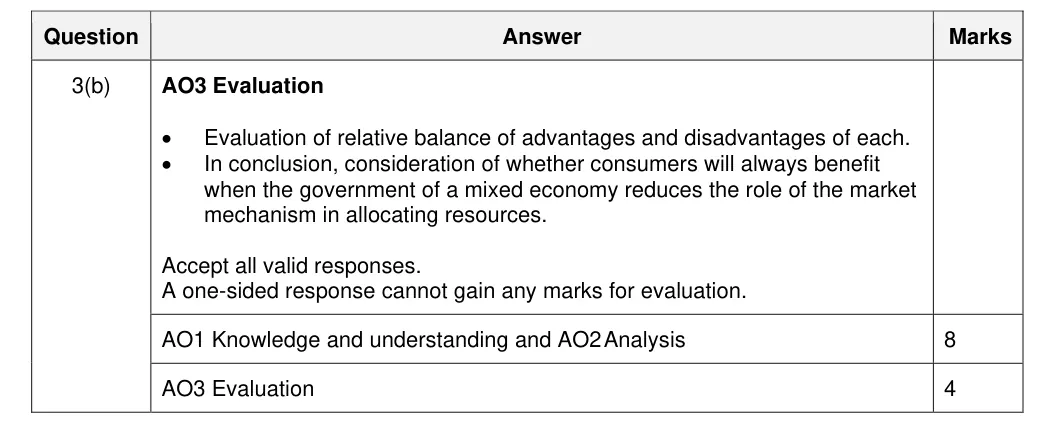 Question Answer Marks
3(b) AO3 Evaluation
• Evaluation of relative balance of advantages and disadvantages of each.
• In conclusion, consideration of whether consumers will always benefit
when the government of a mixed economy reduces the role of the market
mechanism in allocating resources.
Accept all valid responses.
A one-sided response cannot gain any marks for evaluation.
AO1 Knowledge and understanding and AO2 Analysis 8
AO3 Evaluation 4